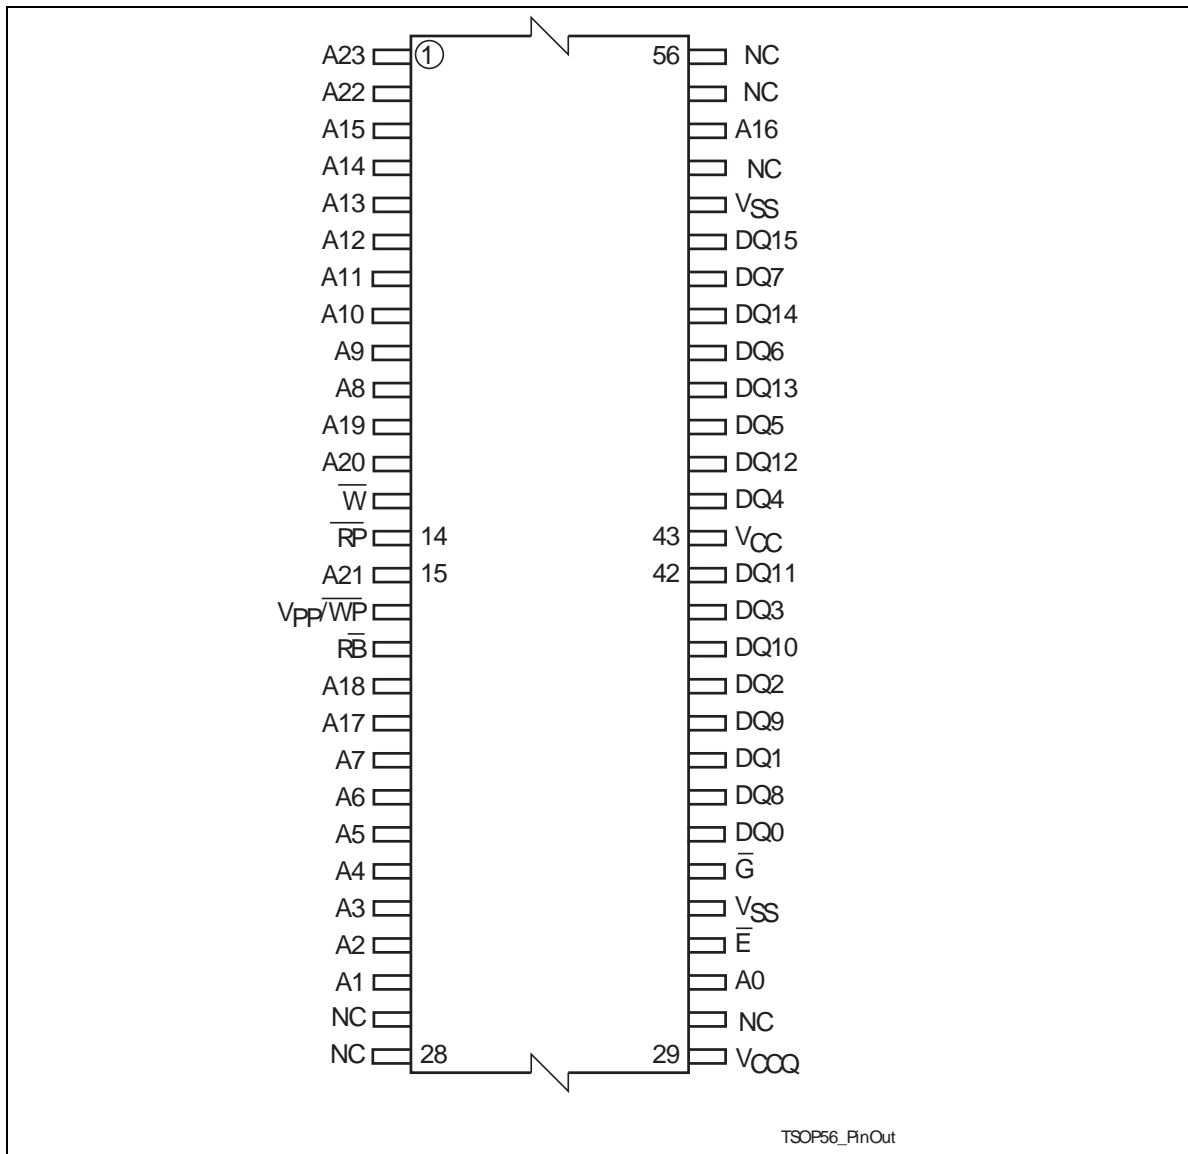 A23 1 56 NC
A22 NC
A15 A16
A14 NC
A13 VSS
A12 DQ15
A11 DQ7
A10 DQ14
A9 DQ6
A8 DQ13
A19 DQ5
A20 DQ12
W̅ DQ4
R̅P̅ 14 43 VCC
A21 15 42 DQ11
VPP/W̅P̅ DQ3
RB̅ DQ10
A18 DQ2
A17 DQ9
A7 DQ1
A6 DQ8
A5 DQ0
A4 G̅
A3 VSS
A2 E̅
A1 A0
NC NC
NC 28 29 VCCQ
TSOP56_PinOut